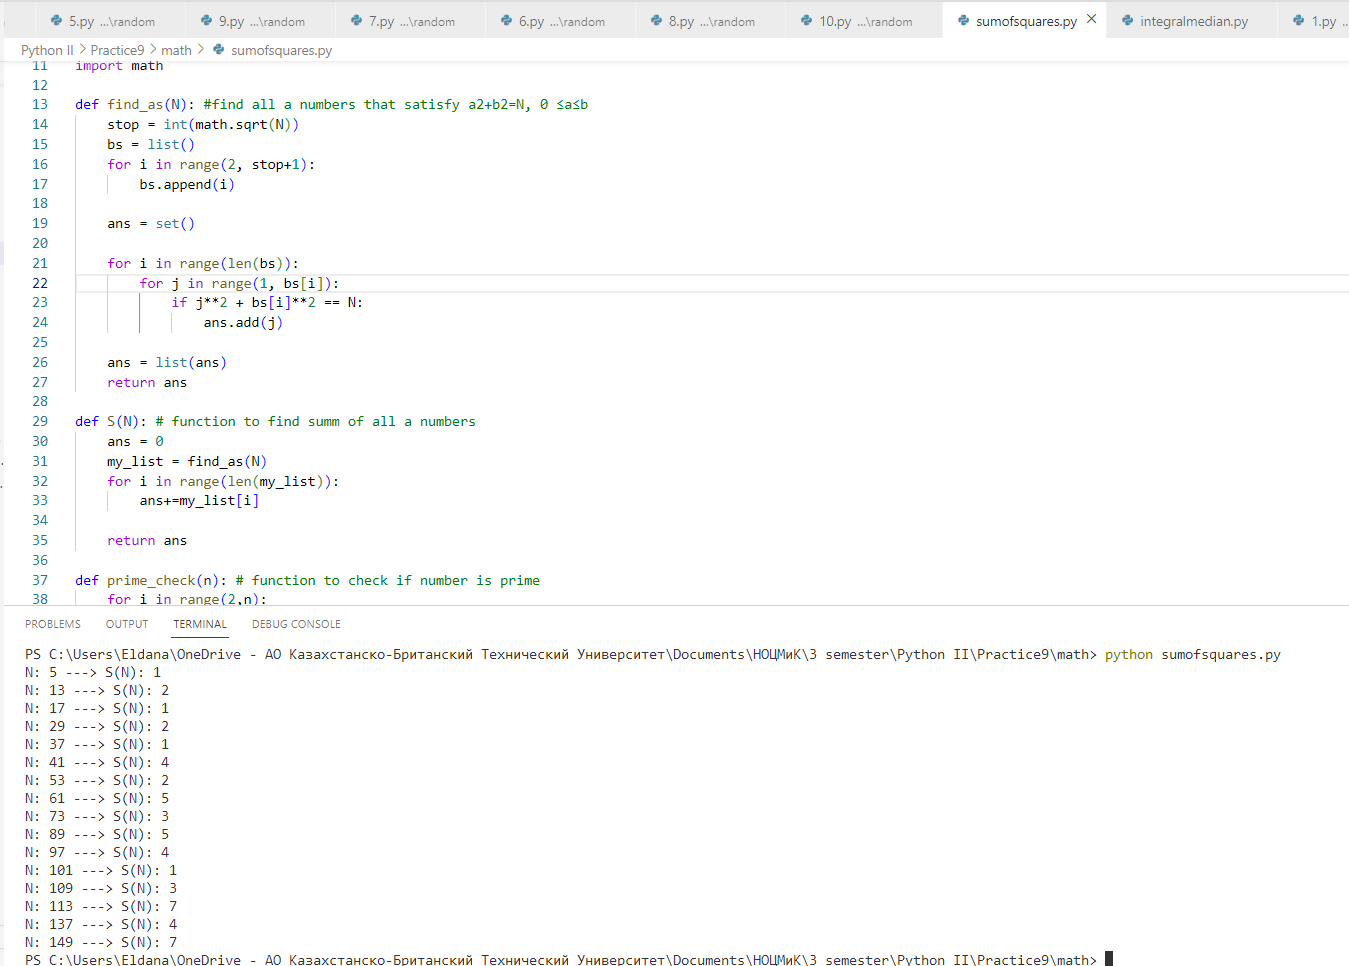 5.py ...\random 9.py ...\random 7.py ...\random 6.py ...\random 8.py ...\random 10.py ...\random sumofsquares.py × integralmedian.py 1.py ..
Python II > Practice9 > math > sumofsquares.py
11 import math
12
13 def find_as(N): #find all a numbers that satisfy a2+b2=N, 0 ≤a≤b
14 stop = int(math.sqrt(N))
15 bs = list()
16 for i in range(2, stop+1):
17 bs.append(i)
18
19 ans = set()
20
21 for i in range(len(bs)):
22 for j in range(1, bs[i]):
23 if j**2 + bs[i]**2 == N:
24 ans.add(j)
25
26 ans = list(ans)
27 return ans
28
29 def S(N): # function to find summ of all a numbers
30 ans = 0
31 my_list = find_as(N)
32 for i in range(len(my_list)):
33 ans+=my_list[i]
34
35 return ans
36
37 def prime_check(n): # function to check if number is prime
38 for i in range(2,n):
PROBLEMS OUTPUT TERMINAL DEBUG CONSOLE
PS C:\Users\Eldana\OneDrive - АО Казахстанско-Британский Технический Университет\Documents\НОЦМиК\3 semester\Python II\Practice9\math> python sumofsquares.py
N: 5 ---> S(N): 1
N: 13 ---> S(N): 2
N: 17 ---> S(N): 1
N: 29 ---> S(N): 2
N: 37 ---> S(N): 1
N: 41 ---> S(N): 4
N: 53 ---> S(N): 2
N: 61 ---> S(N): 5
N: 73 ---> S(N): 3
N: 89 ---> S(N): 5
N: 97 ---> S(N): 4
N: 101 ---> S(N): 1
N: 109 ---> S(N): 3
N: 113 ---> S(N): 7
N: 137 ---> S(N): 4
N: 149 ---> S(N): 7
PS C:\Users\Eldana\OneDrive - АО Казахстанско-Британский Технический Университет\Documents\НОЦМиК\3 semester\Python II\Practice9\math>